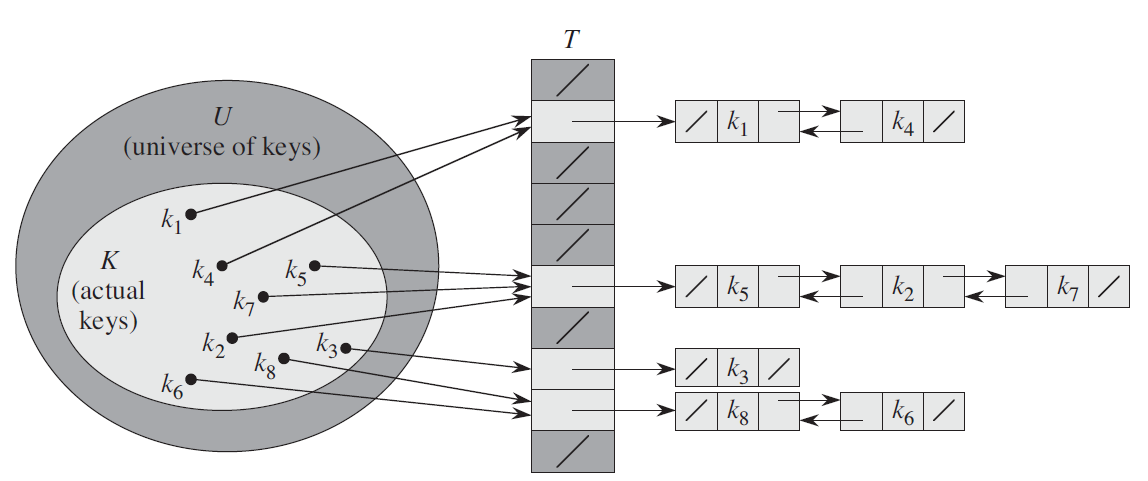 T
U
(universe of keys)
k1
k4
k1
K
(actual
keys)
k4
k5
k7
k5
k2
k7
k2
k8
k3
k6
k3
k8
k6